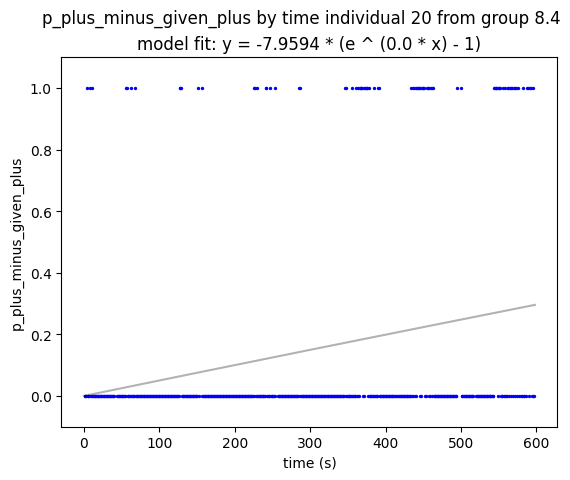 p_plus_minus_given_plus by time individual 20 from group 8.4
model fit: y = -7.9594 * (e ^ (0.0 * x) - 1)
1.0
0.8
0.6
0.4
0.2
0.0
p_plus_minus_given_plus
0 100 200 300 400 500 600
time (s)